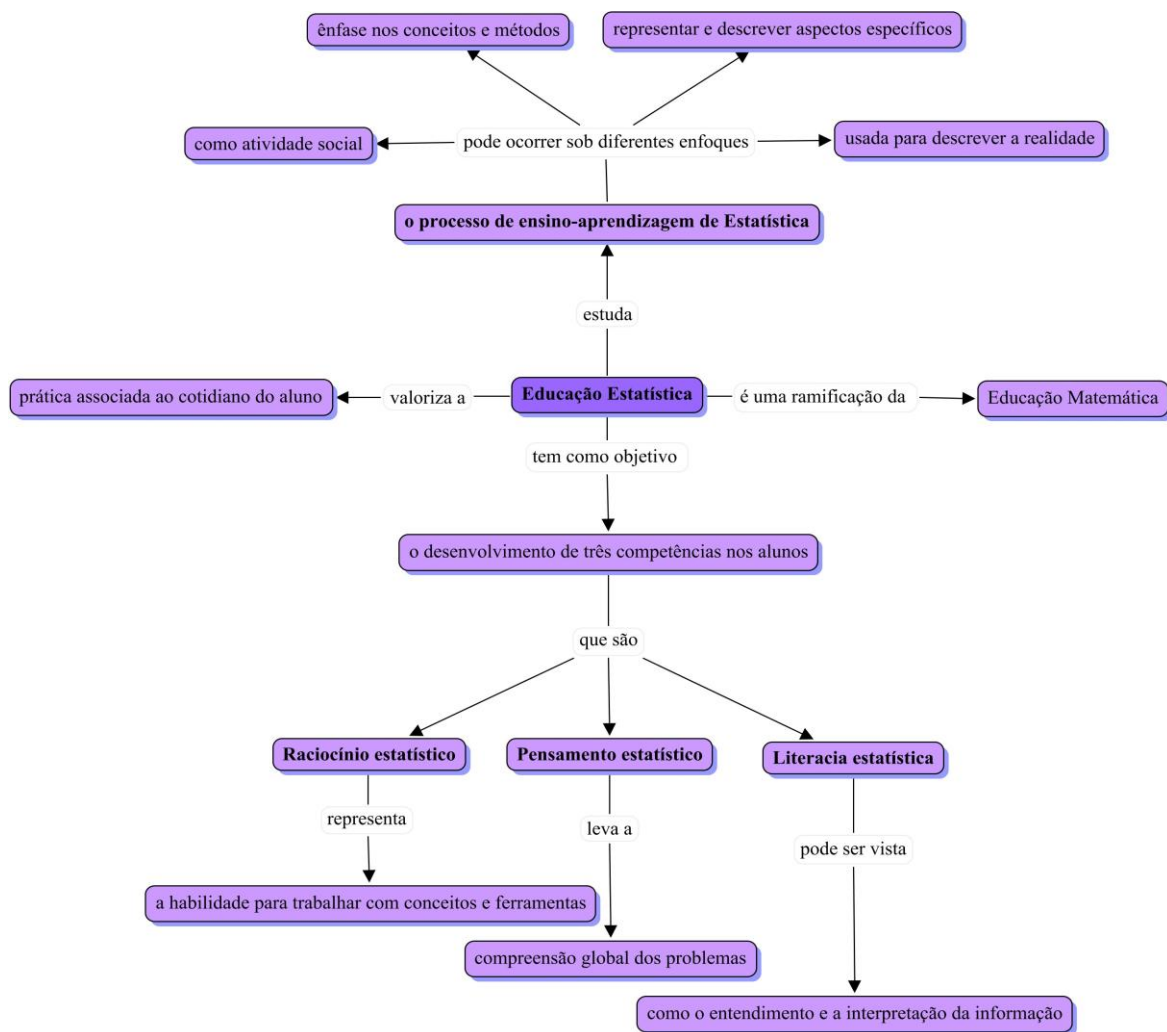 ênfase nos conceitos e métodos
representar e descrever aspectos específicos
como atividade social
pode ocorrer sob diferentes enfoques
usada para descrever a realidade
o processo de ensino-aprendizagem de Estatística
estuda
prática associada ao cotidiano do aluno
valoriza a
Educação Estatística
é uma ramificação da
Educação Matemática
tem como objetivo
o desenvolvimento de três competências nos alunos
que são
Raciocínio estatístico
Pensamento estatístico
Literacia estatística
representa
leva a
pode ser vista
a habilidade para trabalhar com conceitos e ferramentas
compreensão global dos problemas
como o entendimento e a interpretação da informação